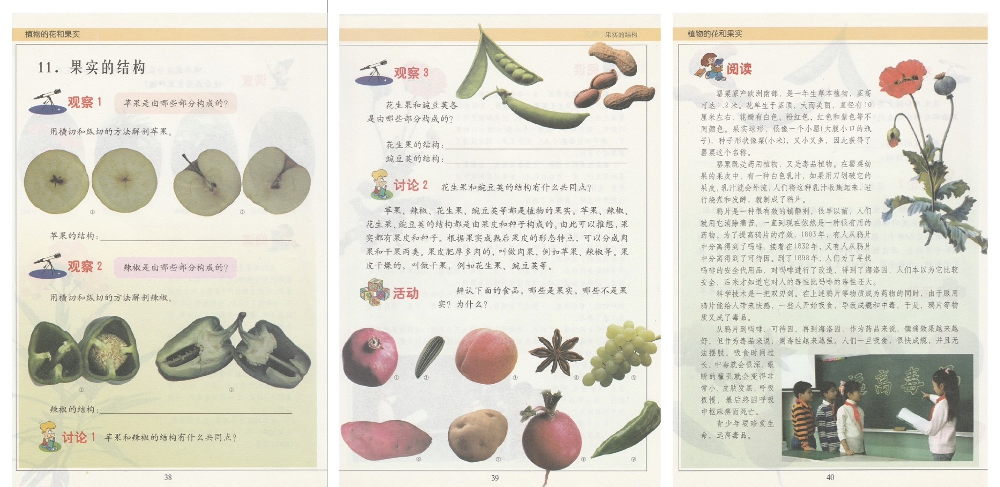 植物的花和果实
11. 果实的结构
观察 1
苹果是由哪些部分构成的？
用横切和纵切的方法解剖苹果。
①
②
苹果的结构：
观察 2
辣椒是由哪些部分构成的？
用横切和纵切的方法解剖辣椒。
①
②
辣椒的结构：
讨论 1
苹果和辣椒的结构有什么共同点？
38
果实的结构
观察 3
花生果和豌豆荚各
是由哪些部分构成的？
花生果的结构：
豌豆荚的结构：
讨论 2
花生果和豌豆荚的结构有什么共同点？
苹果、辣椒、花生果、豌豆荚等都是植物的果实。苹果、辣椒、
花生果、豌豆荚的结构都是由果皮和种子构成的。由此可以推想，果
实都有果皮和种子。根据果实成熟后果皮的形态特点，可以分成肉
果和干果两类。果皮肥厚多肉的，叫做肉果，例如苹果、辣椒等。果
皮干燥的，叫做干果，例如花生果、豌豆荚等。
活动
辨认下面的食品，哪些是果实，哪些不是果
实？为什么？
①
②
③
④
⑤
⑥
⑦
⑧
⑨
39
植物的花和果实
阅读
罂粟原产欧洲南部，是一年生草本植物，茎高
可达1.2米。花单生于茎顶，大而美丽，直径有10
厘米左右，花瓣有白色、粉红色、红色和紫色等不
同颜色。果实球形，很像一个小罂(大腹小口的瓶
子)，种子形状像粟(小米)，又小又多，因此获得了
罂粟这个名称。
罂粟既是药用植物，又是毒品植物。在罂粟幼
果的果皮中，有一种白色乳汁，如果用刀划破它的
果皮，乳汁就会外流，人们将这种乳汁收集起来，进
行烧煮和发酵，就制成了鸦片。
鸦片是一种很有效的镇静剂，很早以前，人们
就用它消除痛苦，一直到现在依然是一种很有用的
药物。为了提高鸦片的疗效，1803年，有人从鸦片
中分离得到了吗啡；接着在1832年，又有人从鸦片
中分离得到了可待因。到了1898年，人们为了寻找
吗啡的安全代用品，对吗啡进行了改造，得到了海洛因，人们本以为它比较
安全，后来才知道它对人的毒性比吗啡的毒性还大。
科学技术是一把双刃剑。在上述鸦片等物质成为药物的同时，由于服用
鸦片能给人带来快感，一些人开始吸食，导致成瘾和中毒，于是，鸦片等物
质又成了毒品。
从鸦片到吗啡、可待因，再到海洛因，作为药品来说，镇痛效果越来越
好，但作为毒品来说，则毒性越来越强。人们一旦吸食，很快成瘾，并且无
法摆脱。吸食时间过
长，中毒就会很深，眼
睛的瞳孔就会变得非
常小，皮肤发黑，呼吸
极慢，最后终因呼吸
中枢麻痹而死亡。
青少年要珍爱生
命，远离毒品。
远离毒
40